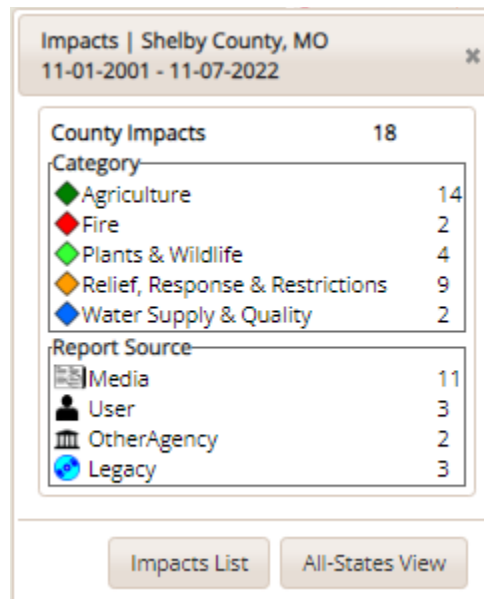 Impacts | Shelby County, MO
11-01-2001 - 11-07-2022
County Impacts 18
Category
Agriculture 14
Fire 2
Plants & Wildlife 4
Relief, Response & Restrictions 9
Water Supply & Quality 2
Report Source
Media 11
User 3
OtherAgency 2
Legacy 3
Impacts List All-States View